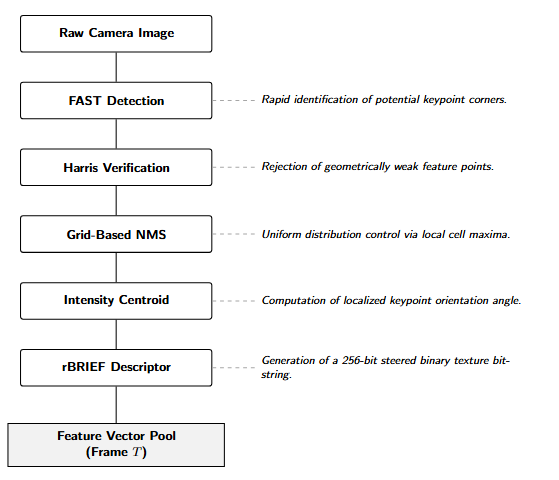 Raw Camera Image
FAST Detection
Rapid identification of potential keypoint corners.
Harris Verification
Rejection of geometrically weak feature points.
Grid-Based NMS
Uniform distribution control via local cell maxima.
Intensity Centroid
Computation of localized keypoint orientation angle.
rBRIEF Descriptor
Generation of a 256-bit steered binary texture bit-
string.
Feature Vector Pool
(Frame T)